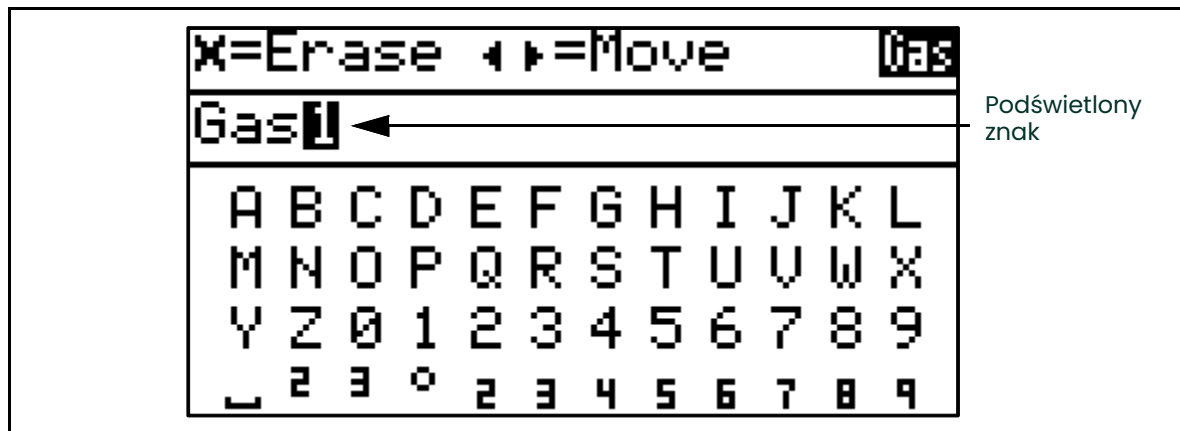 x=Erase ◂ ▸=Move Gas
Gas1
Podświetlony
znak
A B C D E F G H I J K L
M N O P Q R S T U V W X
Y Z 0 1 2 3 4 5 6 7 8 9
⎵ ² ³ ° ₂ ₃ ₄ ₅ ₆ ₇ ₈ ₉